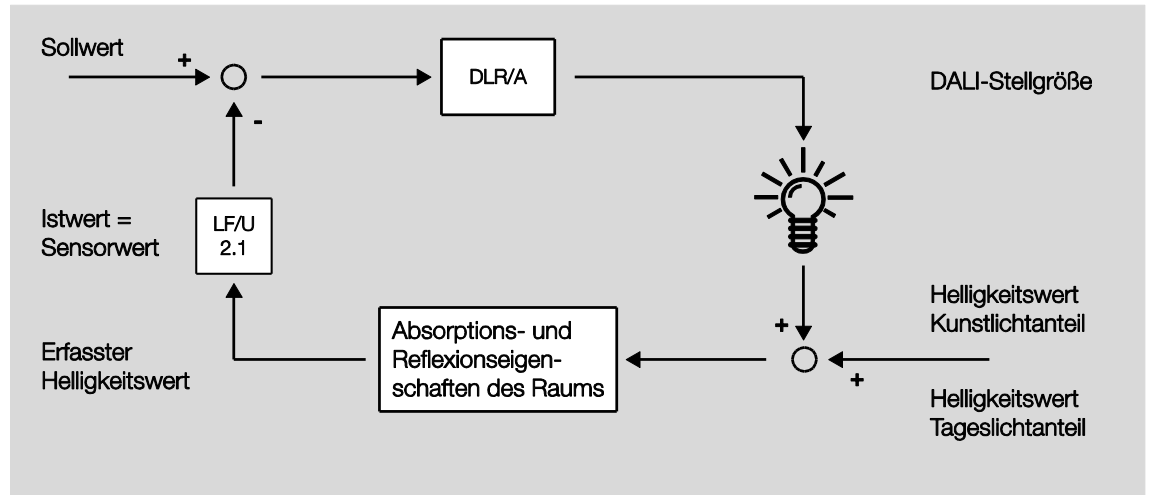 Sollwert
+
-
DLR/A
DALI-Stellgröße
Istwert =
Sensorwert
LF/U
2.1
Helligkeitswert
Kunstlichtanteil
+
+
Absorptions- und
Reflexionseigen-
schaften des Raums
Erfasster
Helligkeitswert
Helligkeitswert
Tageslichtanteil